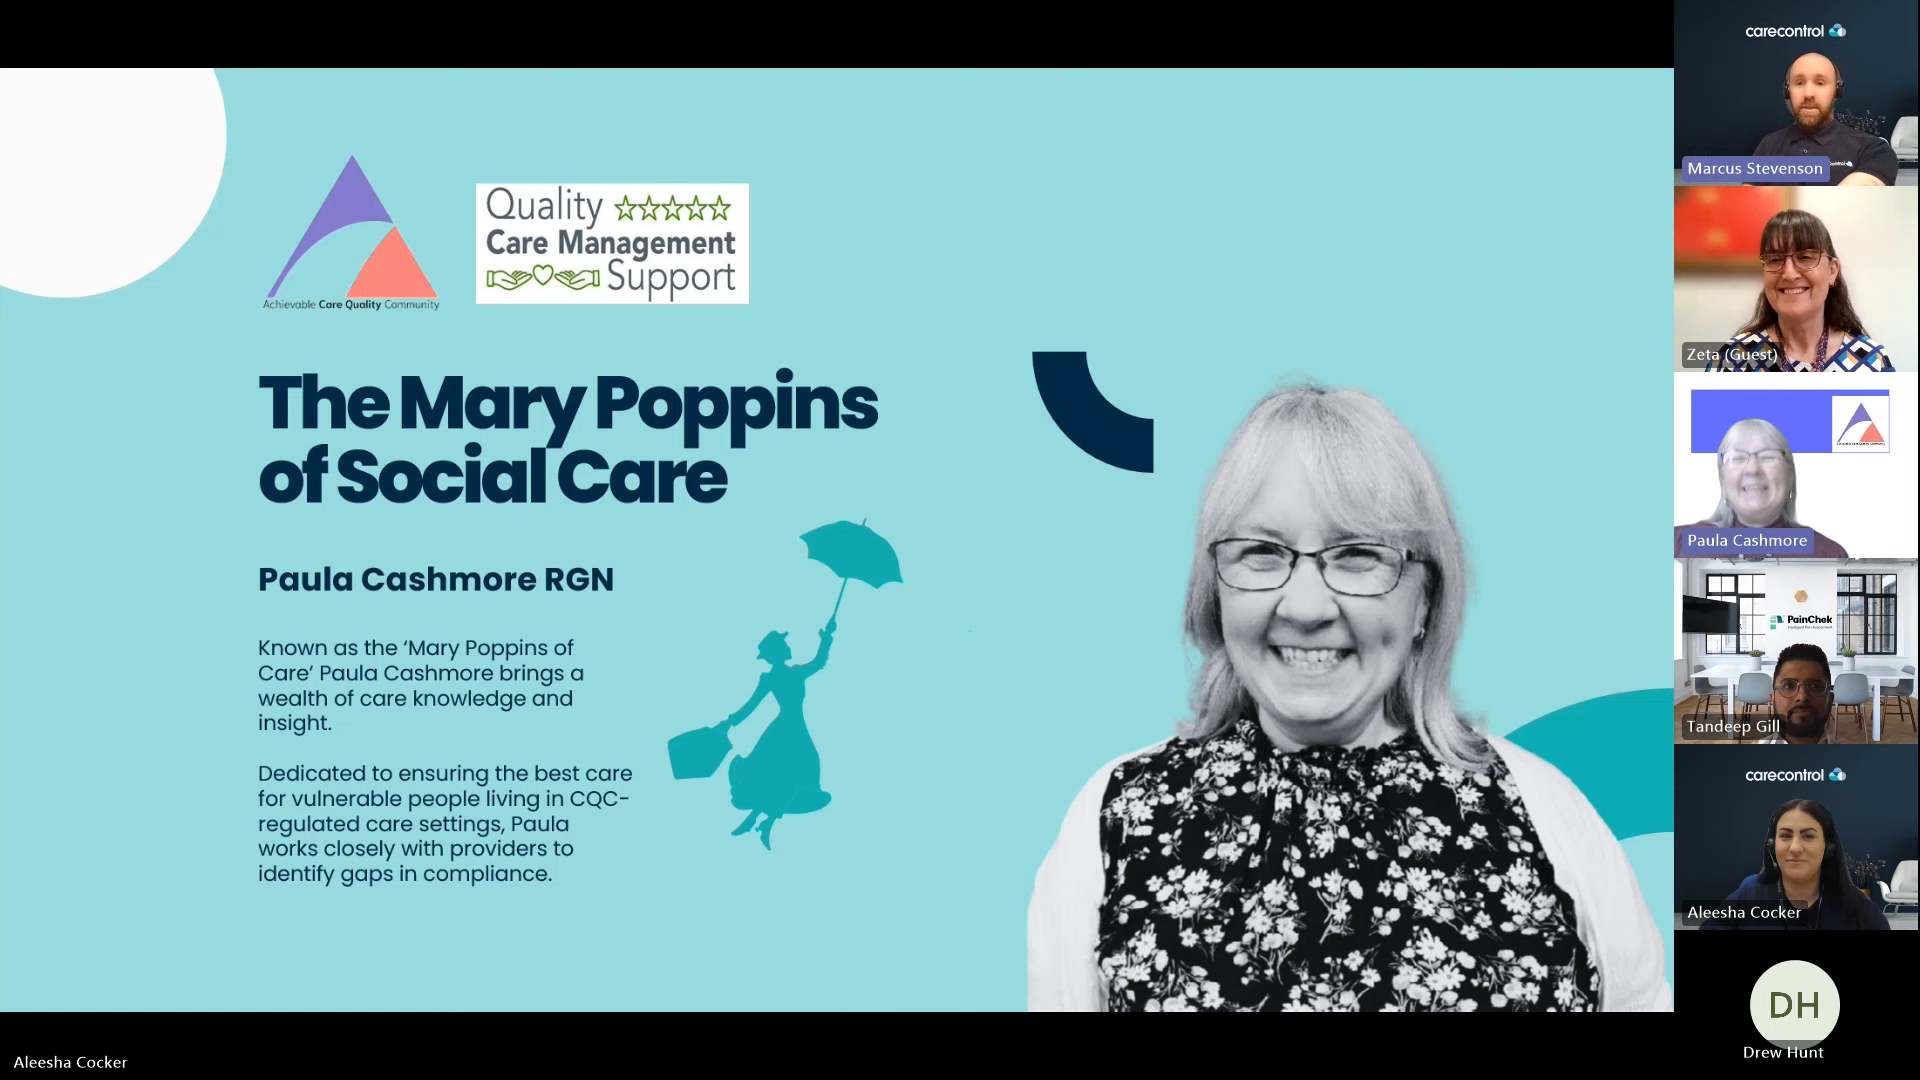 Achievable Care Quality Community
Quality
Care Management
Support
The Mary Poppins
of Social Care
Paula Cashmore RGN
Known as the ‘Mary Poppins of
Care’ Paula Cashmore brings a
wealth of care knowledge and
insight.
Dedicated to ensuring the best care
for vulnerable people living in CQC-
regulated care settings, Paula
works closely with providers to
identify gaps in compliance.
Aleesha Cocker
carecontrol
Marcus Stevenson
Zeta (Guest)
Paula Cashmore
PainChek
Tandeep Gill
carecontrol
Aleesha Cocker
DH
Drew Hunt